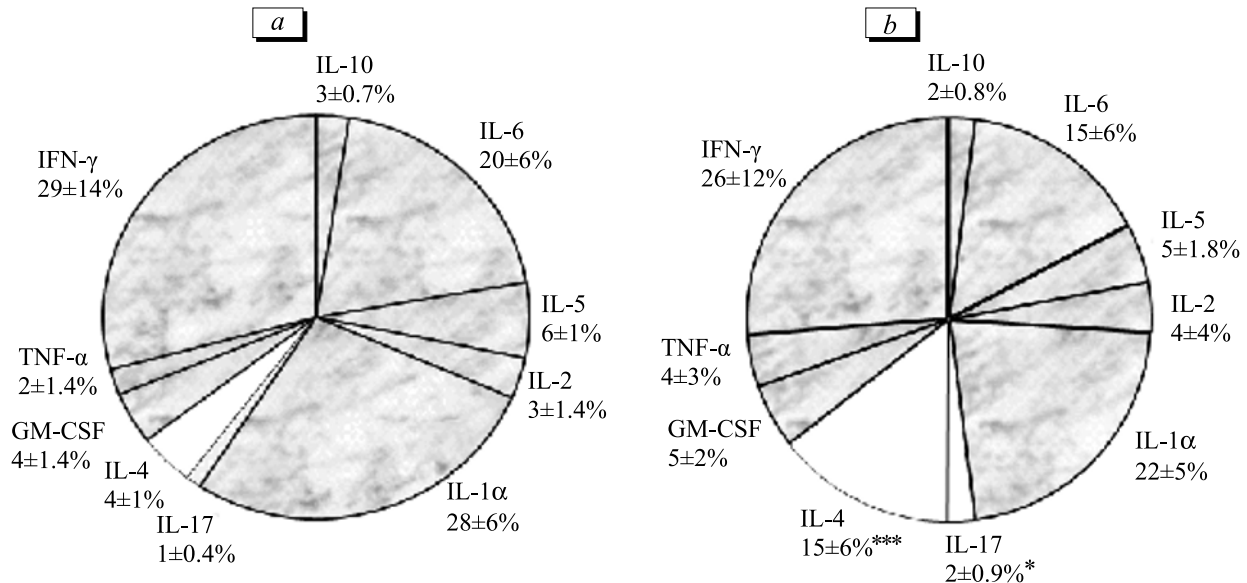 a
IL-10
3±0.7%
IL-6
20±6%
IL-5
6±1%
IL-2
3±1.4%
IL-1α
28±6%
IL-17
1±0.4%
IL-4
4±1%
GM-CSF
4±1.4%
TNF-α
2±1.4%
IFN-γ
29±14%
b
IL-10
2±0.8%
IL-6
15±6%
IL-5
5±1.8%
IL-2
4±4%
IL-1α
22±5%
IL-17
2±0.9%*
IL-4
15±6%***
GM-CSF
5±2%
TNF-α
4±3%
IFN-γ
26±12%